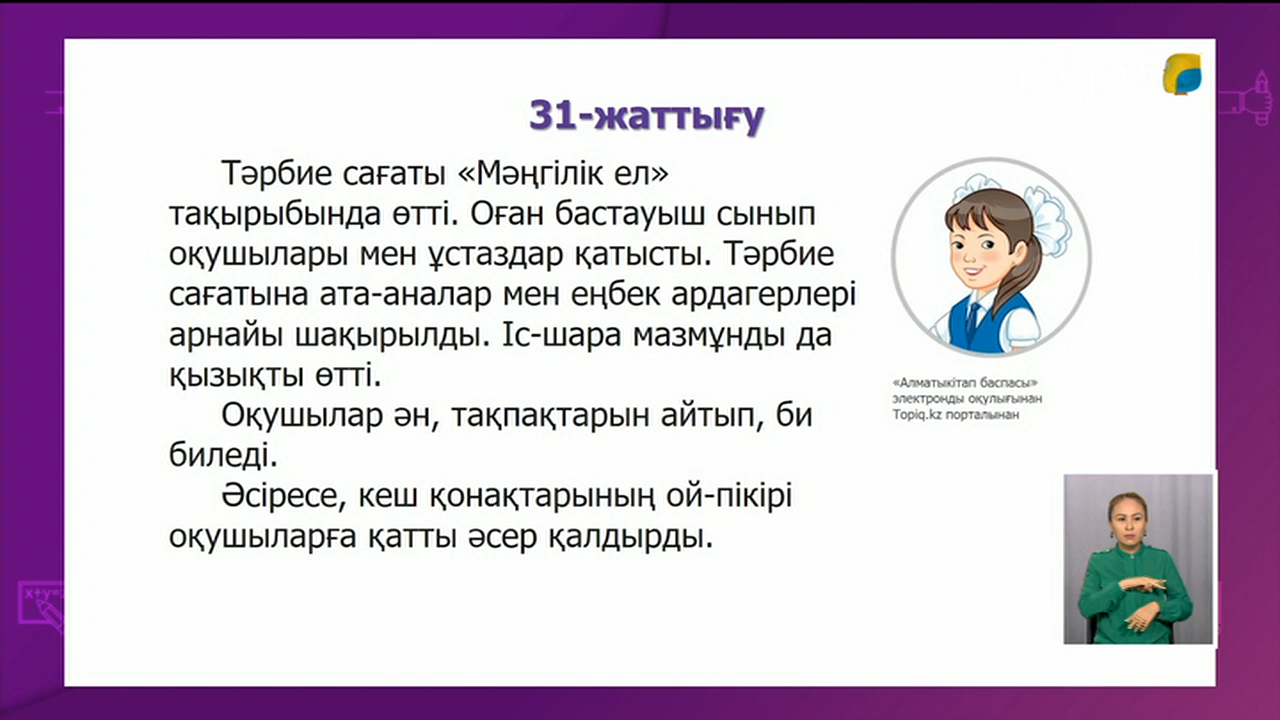 31-жаттығу
Тәрбие сағаты «Мәңгілік ел»
тақырыбында өтті. Оған бастауыш сынып
оқушылары мен ұстаздар қатысты. Тәрбие
сағатына ата-аналар мен еңбек ардагерлері
арнайы шақырылды. Іс-шара мазмұнды да
қызықты өтті.
Оқушылар ән, тақпақтарын айтып, би
биледі.
Әсіресе, кеш қонақтарының ой-пікірі
оқушыларға қатты әсер қалдырды.
«Алматыкітап баспасы»
электронды оқулығынан
Topiq.kz порталынан
x+y=